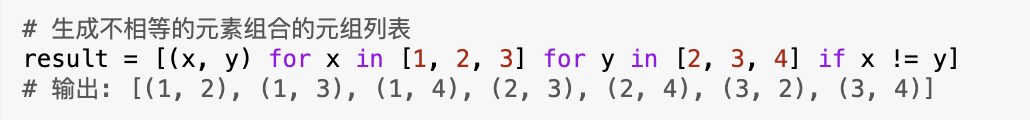 # 生成不相等的元素组合的元组列表
result = [(x, y) for x in [1, 2, 3] for y in [2, 3, 4] if x != y]
# 输出: [(1, 2), (1, 3), (1, 4), (2, 3), (2, 4), (3, 2), (3, 4)]